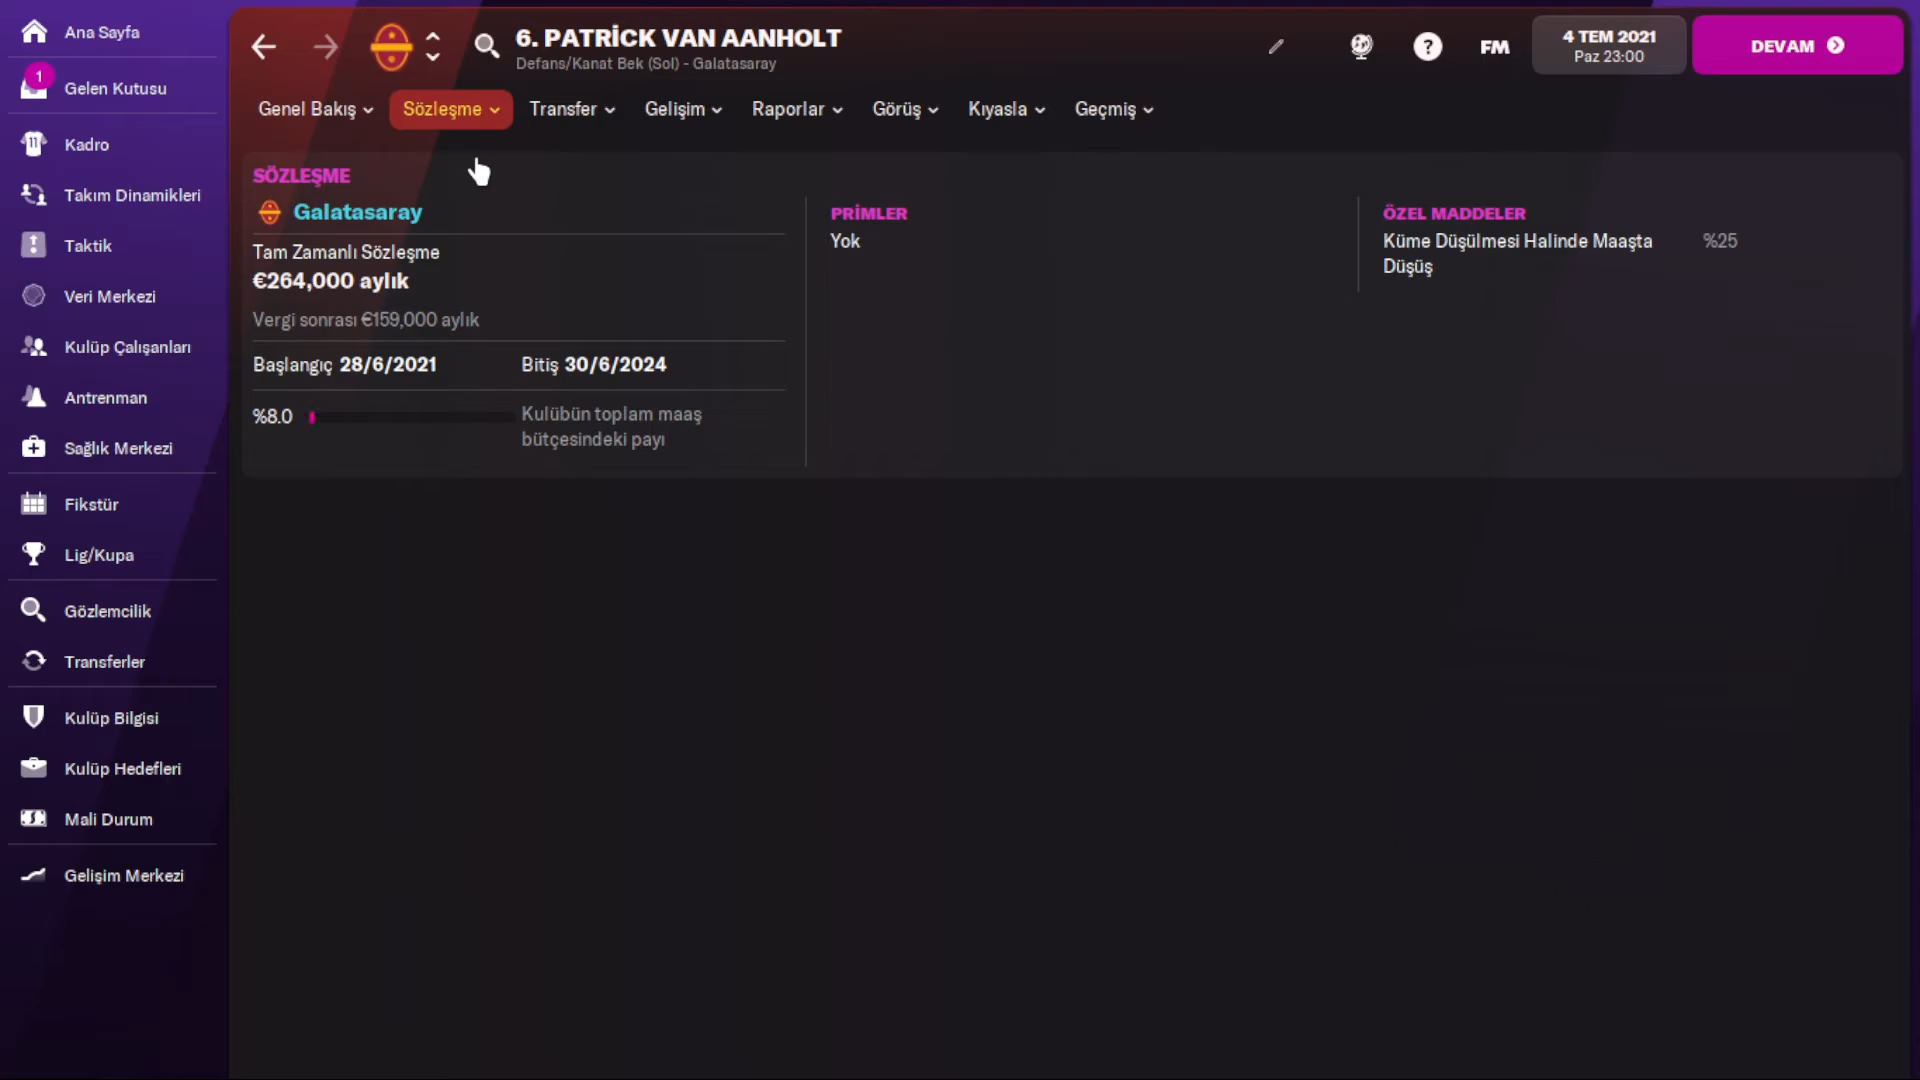 Ana Sayfa
1
Gelen Kutusu
11
Kadro
Takım Dinamikleri
Taktik
Veri Merkezi
Kulüp Çalışanları
Antrenman
Sağlık Merkezi
Fikstür
Lig/Kupa
Gözlemcilik
Transferler
Kulüp Bilgisi
Kulüp Hedefleri
Mali Durum
Gelişim Merkezi
6. PATRİCK VAN AANHOLT
Defans/Kanat Bek (Sol) - Galatasaray
?
FM
4 TEM 2021
Paz 23:00
DEVAM
Genel Bakış
Sözleşme
Transfer
Gelişim
Raporlar
Görüş
Kıyasla
Geçmiş
SÖZLEŞME
Galatasaray
Tam Zamanlı Sözleşme
€264,000 aylık
Vergi sonrası €159,000 aylık
Başlangıç 28/6/2021
Bitiş 30/6/2024
%8.0
Kulübün toplam maaş
bütçesindeki payı
PRİMLER
Yok
ÖZEL MADDELER
Küme Düşülmesi Halinde Maaşta
Düşüş
%25